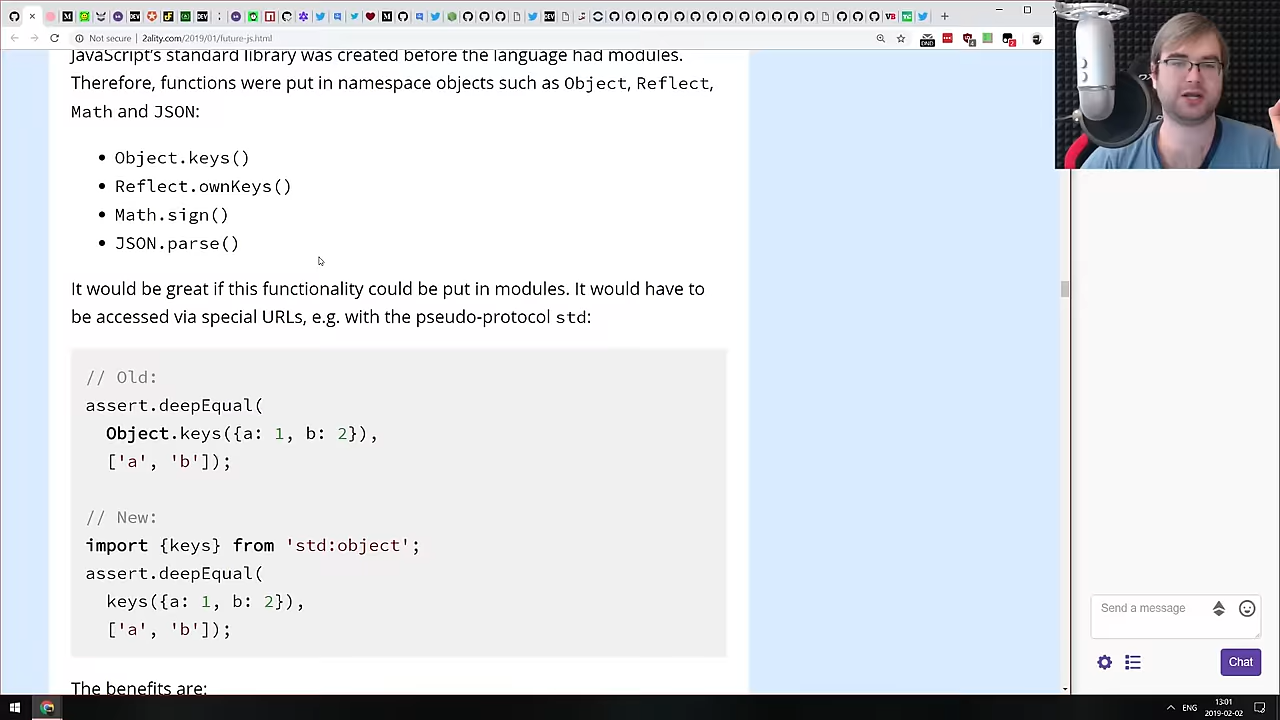 Not secure | 2ality.com/2019/01/future-js.html
JavaScript's standard library was created before the language had modules.
Therefore, functions were put in namespace objects such as Object, Reflect,
Math and JSON:
• Object.keys()
• Reflect.ownKeys()
• Math.sign()
• JSON.parse()
It would be great if this functionality could be put in modules. It would have to
be accessed via special URLs, e.g. with the pseudo-protocol std:
// Old:
assert.deepEqual(
Object.keys({a: 1, b: 2}),
['a', 'b']);
// New:
import {keys} from 'std:object';
assert.deepEqual(
keys({a: 1, b: 2}),
['a', 'b']);
The benefits are:
Send a message
Chat
ENG
13:01
2019-02-02